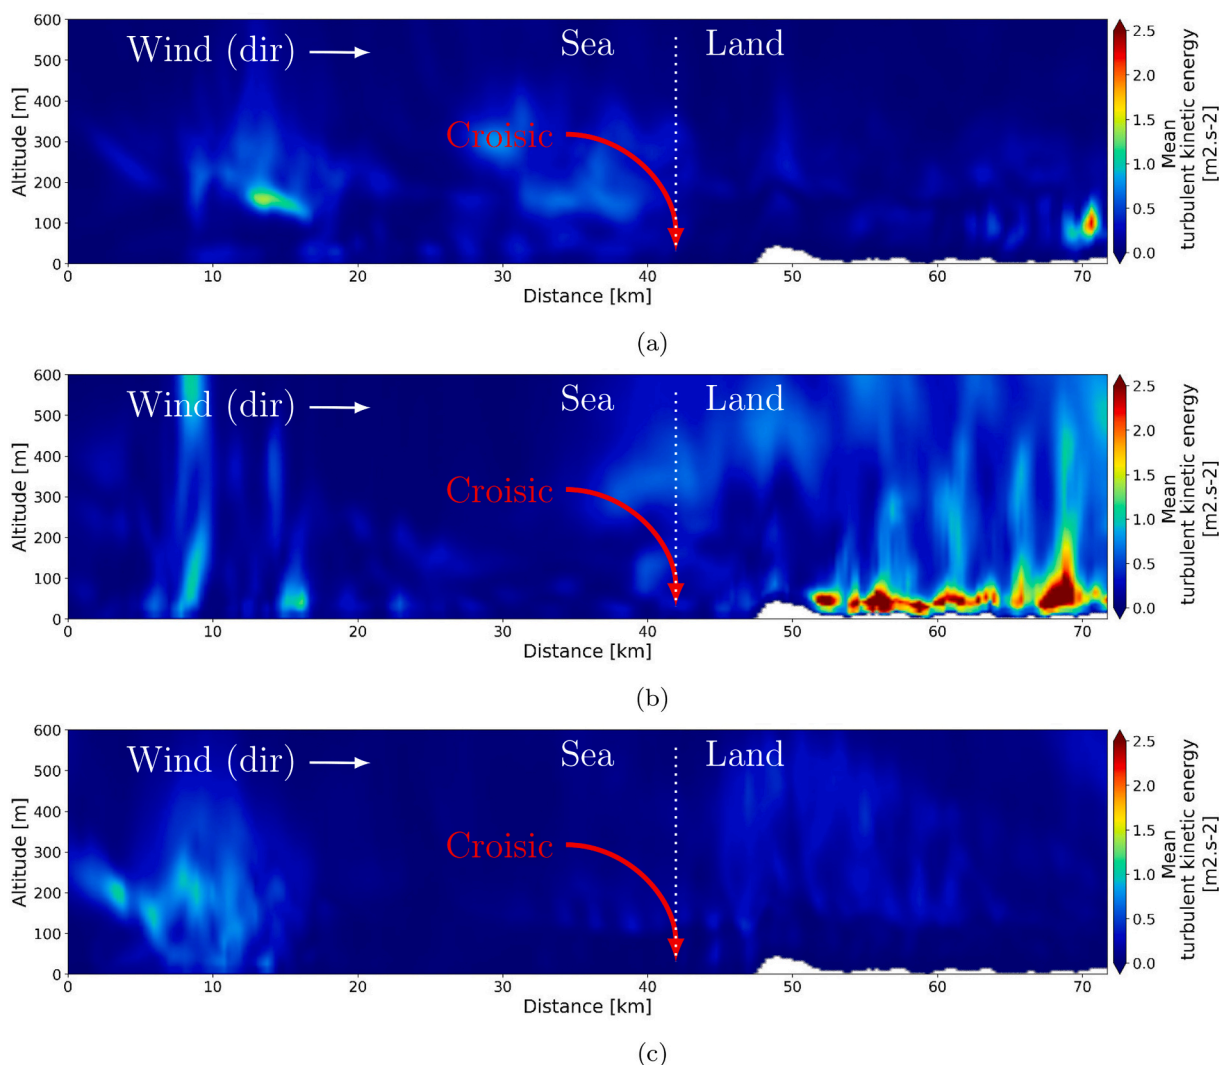 600
500
400
300
200
100
0
Altitude [m]
Wind (dir)
Sea
Land
Croisic
0
10
20
30
40
50
60
70
Distance [km]
2.5
2.0
1.5
1.0
0.5
0.0
Mean
turbulent kinetic energy
[m2.s-2]
(a)
600
500
400
300
200
100
0
Altitude [m]
Wind (dir)
Sea
Land
Croisic
0
10
20
30
40
50
60
70
Distance [km]
2.5
2.0
1.5
1.0
0.5
0.0
Mean
turbulent kinetic energy
[m2.s-2]
(b)
600
500
400
300
200
100
0
Altitude [m]
Wind (dir)
Sea
Land
Croisic
0
10
20
30
40
50
60
70
Distance [km]
2.5
2.0
1.5
1.0
0.5
0.0
Mean
turbulent kinetic energy
[m2.s-2]
(c)